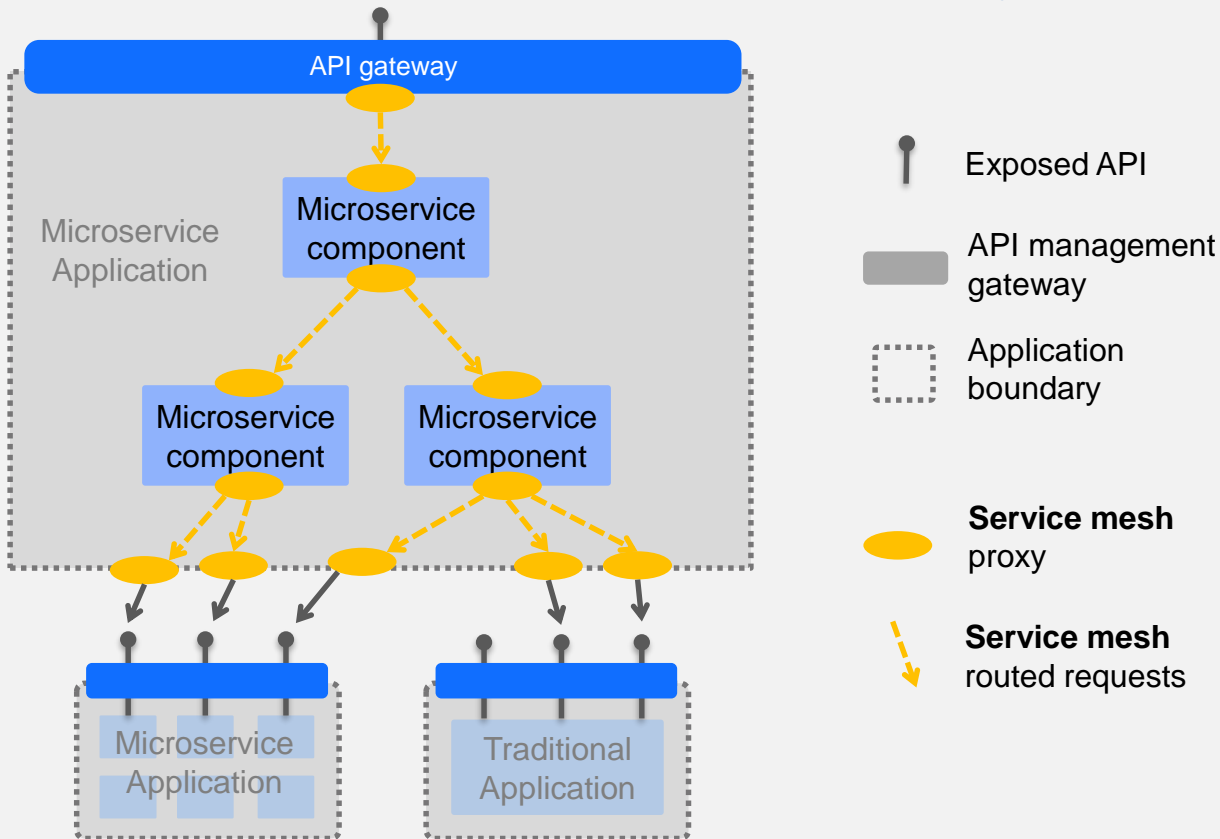 API gateway
Microservice
Application
Microservice
component
Microservice
component
Microservice
component
Microservice
Application
Traditional
Application
Exposed API
API management
gateway
Application
boundary
Service mesh
proxy
Service mesh
routed requests